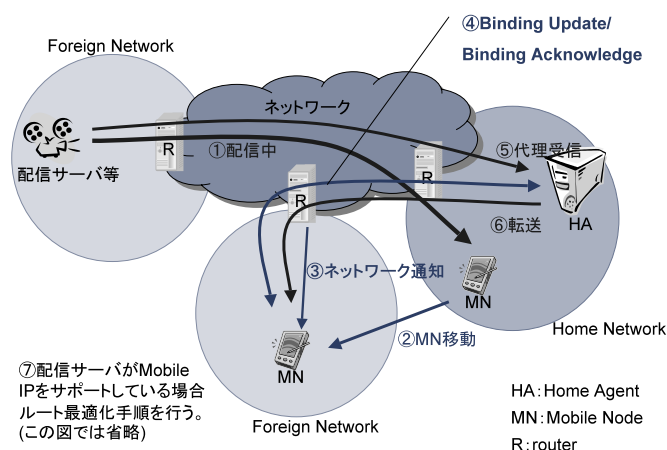 ④Binding Update/
Binding Acknowledge
Foreign Network
ネットワーク
R
①配信中
配信サーバ等
R
⑤代理受信
R
⑥転送
HA
③ネットワーク通知
MN
②MN移動
Home Network
MN
⑦配信サーバがMobile
IPをサポートしている場合
ルート最適化手順を行う。
(この図では省略)
Foreign Network
HA:Home Agent
MN:Mobile Node
R:router